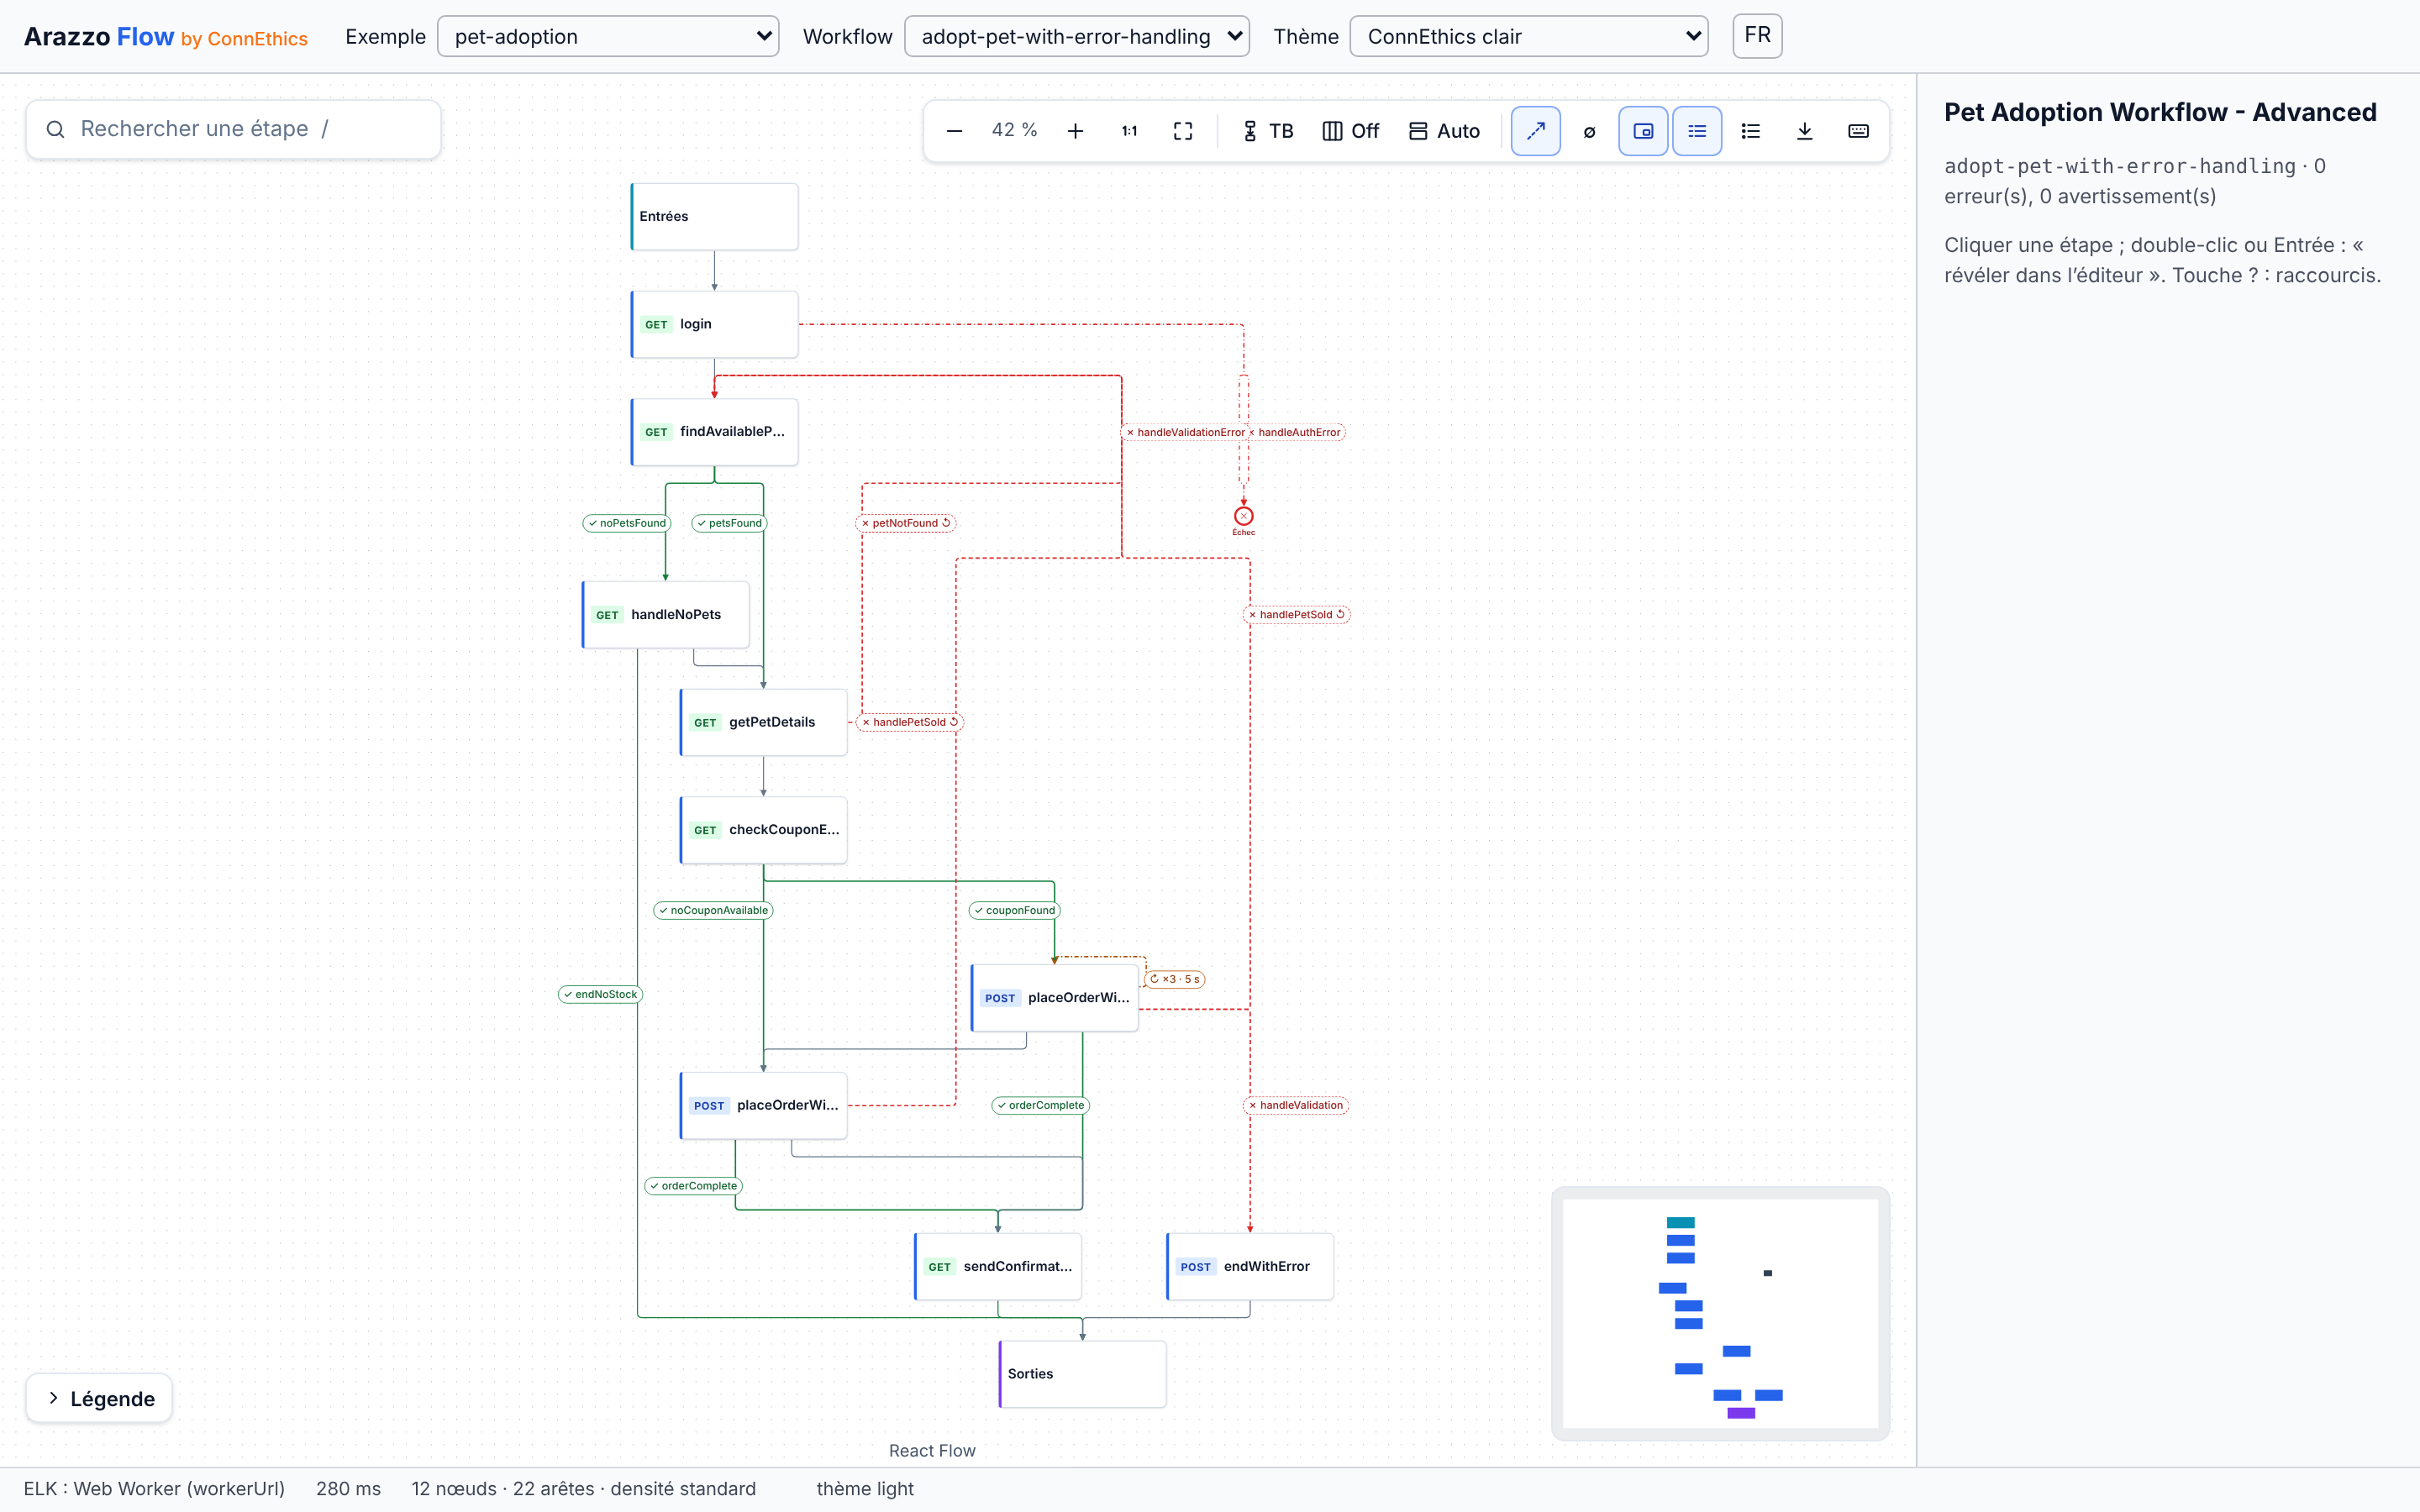 Arazzo Flow by ConnEthics
Exemple pet-adoption
Workflow adopt-pet-with-error-handling
Thème ConnEthics clair
FR
Rechercher une étape /
42 %
1:1
TB
Off
Auto
Pet Adoption Workflow - Advanced
adopt-pet-with-error-handling · 0
erreur(s), 0 avertissement(s)
Cliquer une étape ; double-clic ou Entrée : «
révéler dans l’éditeur ». Touche ? : raccourcis.
Entrées
GET login
GET findAvailableP...
× handleValidationError
× handleAuthError
✓ noPetsFound
✓ petsFound
× petNotFound ↺
Échec
GET handleNoPets
× handlePetSold ↺
GET getPetDetails
× handlePetSold ↺
GET checkCouponE...
✓ noCouponAvailable
✓ couponFound
↻ ×3 · 5 s
✓ endNoStock
POST placeOrderWi...
POST placeOrderWi...
✓ orderComplete
× handleValidation
✓ orderComplete
GET sendConfirmat...
POST endWithError
Sorties
Légende
React Flow
ELK : Web Worker (workerUrl)
280 ms
12 nœuds · 22 arêtes · densité standard
thème light